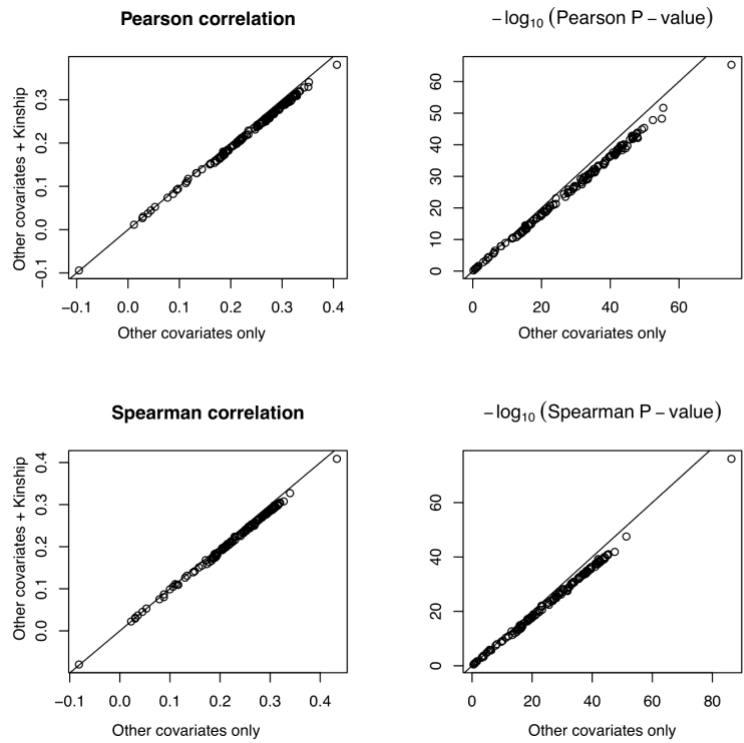 Pearson correlation
Other covariates + Kinship
0.3
0.2
0.1
0.0
−0.1
−0.1 0.0 0.1 0.2 0.3 0.4
Other covariates only
−log₁₀ (Pearson P − value)
60
50
40
30
20
10
0
0 20 40 60
Other covariates only
Spearman correlation
Other covariates + Kinship
0.4
0.3
0.2
0.1
0.0
−0.1 0.0 0.1 0.2 0.3 0.4
Other covariates only
−log₁₀ (Spearman P − value)
60
40
20
0
0 20 40 60 80
Other covariates only